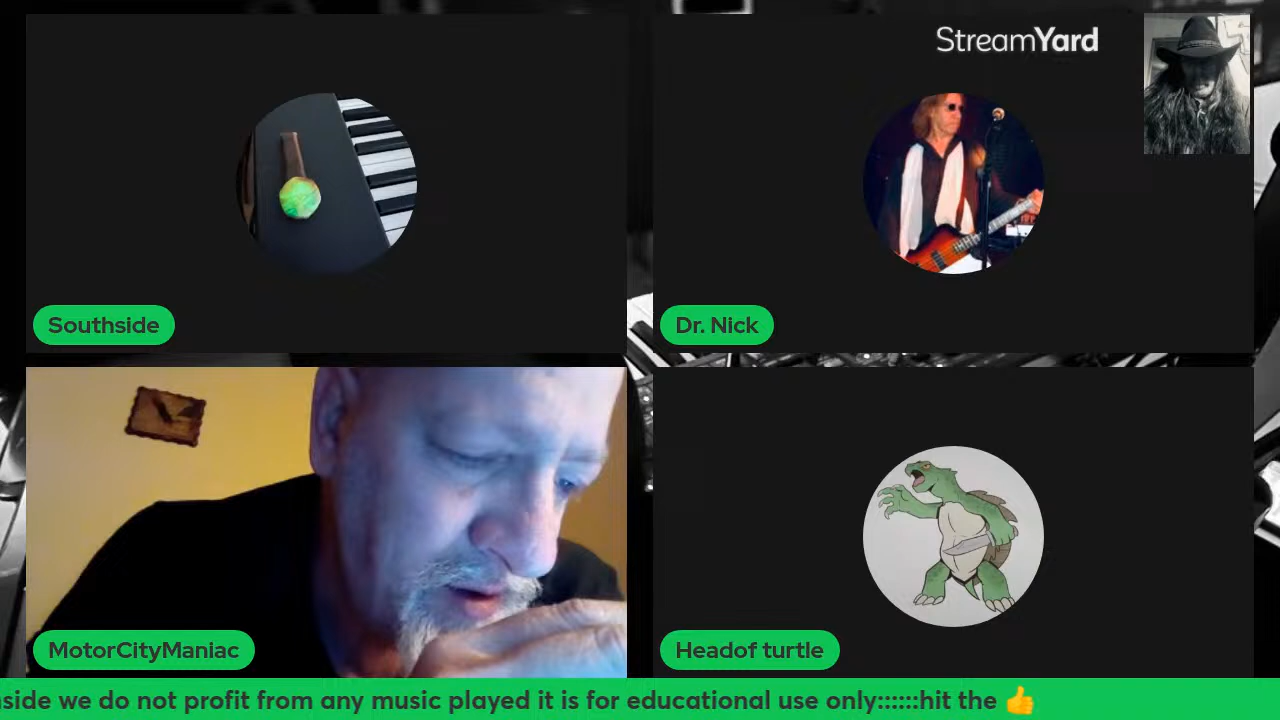 StreamYard
Southside
Dr. Nick
MotorCityManiac
Headof turtle
side we do not profit from any music played it is for educational use only::::::hit the 👍